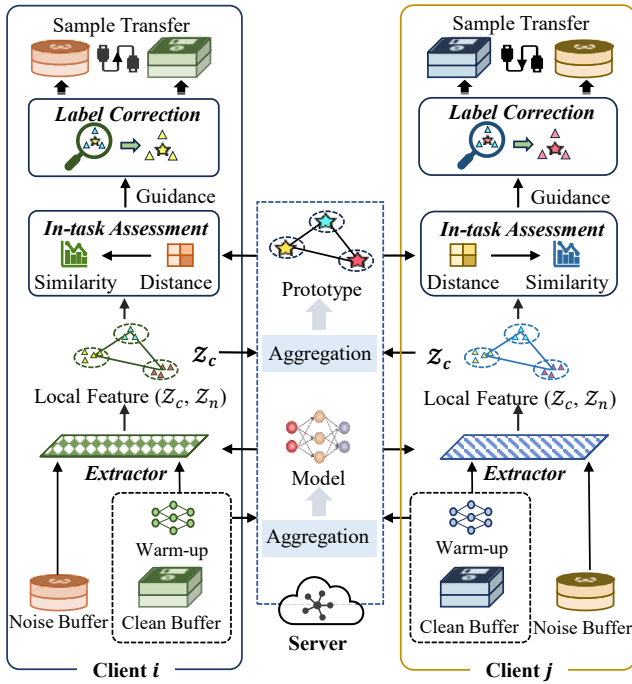 Sample Transfer
Label Correction
Guidance
In-task Assessment
Similarity
Distance
𝒵c
Local Feature (𝒵c, 𝒵n)
Extractor
Warm-up
Noise Buffer
Clean Buffer
Client i
Prototype
Aggregation
Model
Aggregation
Server
Sample Transfer
Label Correction
Guidance
In-task Assessment
Distance
Similarity
𝒵c
Local Feature (𝒵c, 𝒵n)
Extractor
Warm-up
Clean Buffer
Noise Buffer
Client j